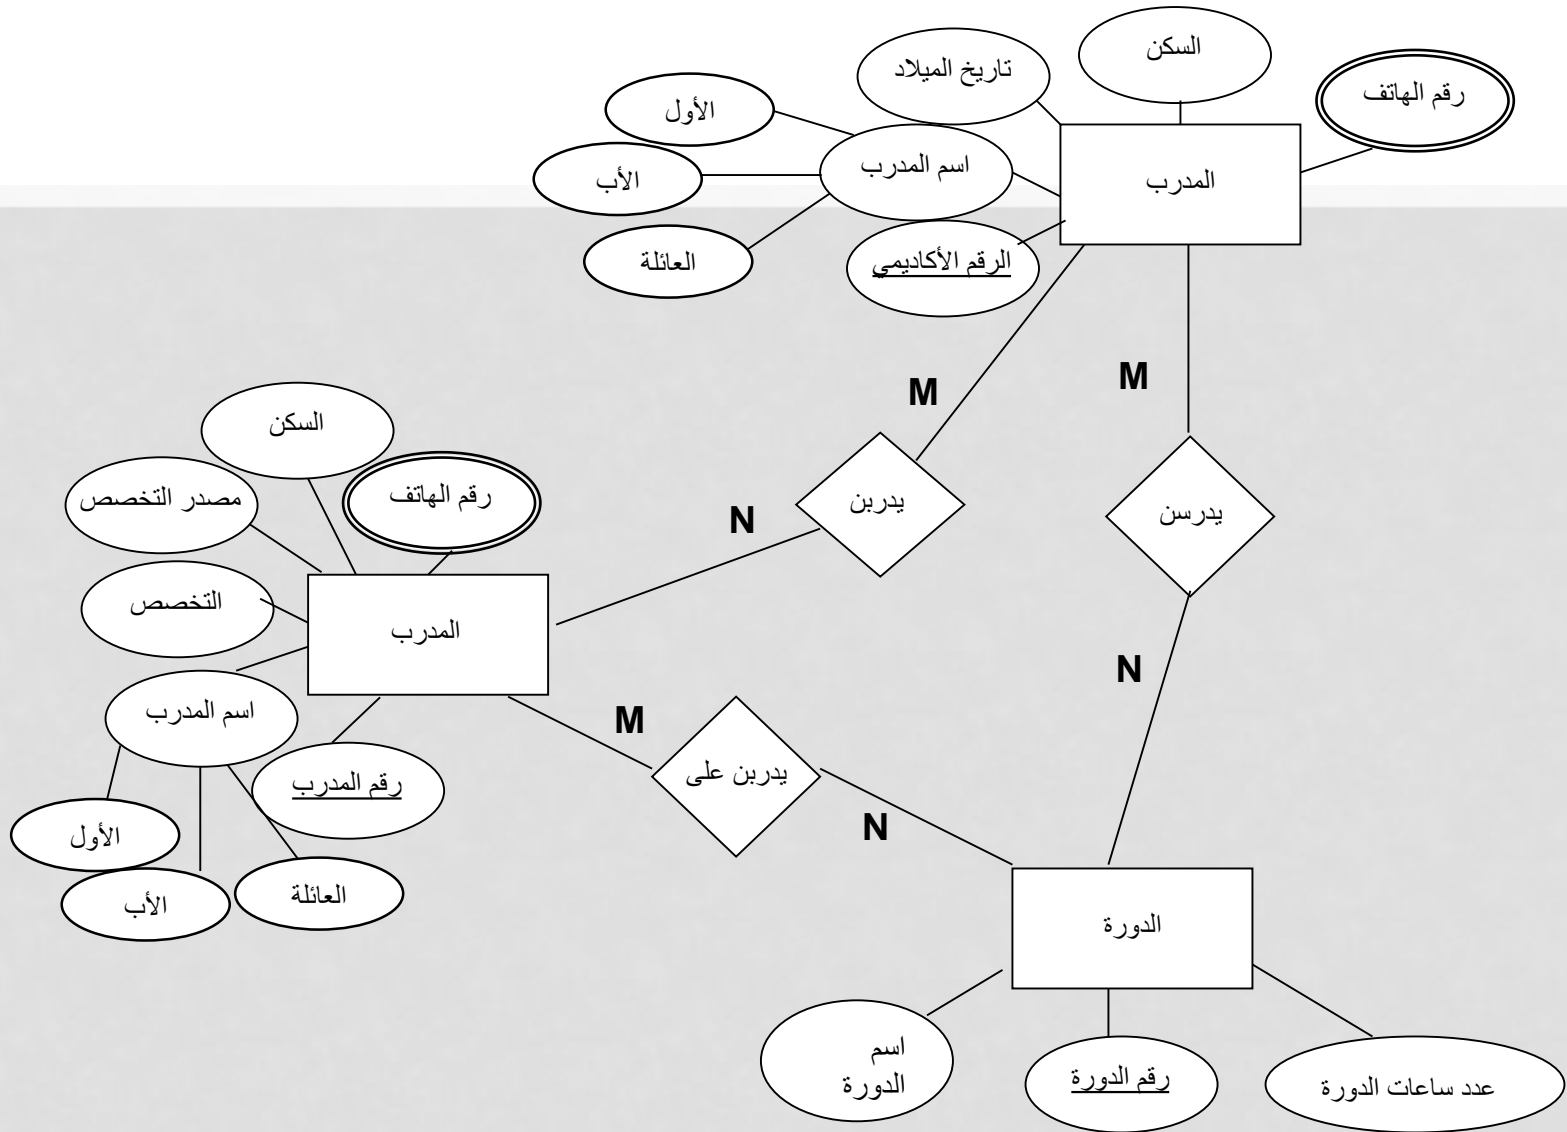 السكن
تاريخ الميلاد
رقم الهاتف
الأول
اسم المدرب
المدرب
الأب
العائلة
الرقم الأكاديمي
M
M
السكن
مصدر التخصص
رقم الهاتف
يدربن
يدرسن
N
التخصص
المدرب
N
اسم المدرب
M
يدربن على
رقم المدرب
N
الأول
الأب
العائلة
الدورة
اسم
الدورة
رقم الدورة
عدد ساعات الدورة